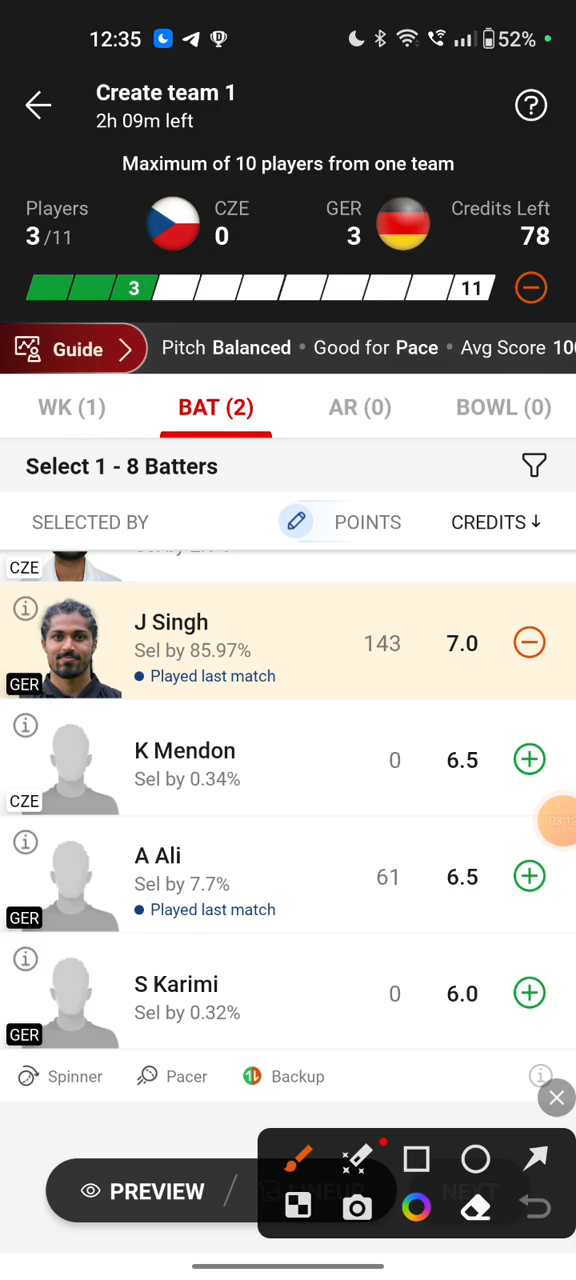 12:35
52%
Create team 1
2h 09m left
Maximum of 10 players from one team
Players CZE GER Credits Left
3/11 0 3 78
3 11
Guide Pitch Balanced • Good for Pace • Avg Score 10
WK (1) BAT (2) AR (0) BOWL (0)
Select 1 - 8 Batters
SELECTED BY POINTS CREDITS↓
CZE
J Singh
Sel by 85.97%
143 7.0
Played last match
GER
K Mendon
Sel by 0.34%
0 6.5
CZE
03:12
A Ali
Sel by 7.7%
61 6.5
Played last match
GER
S Karimi
Sel by 0.32%
0 6.0
GER
Spinner Pacer Backup
PREVIEW / LINEUP NEXT